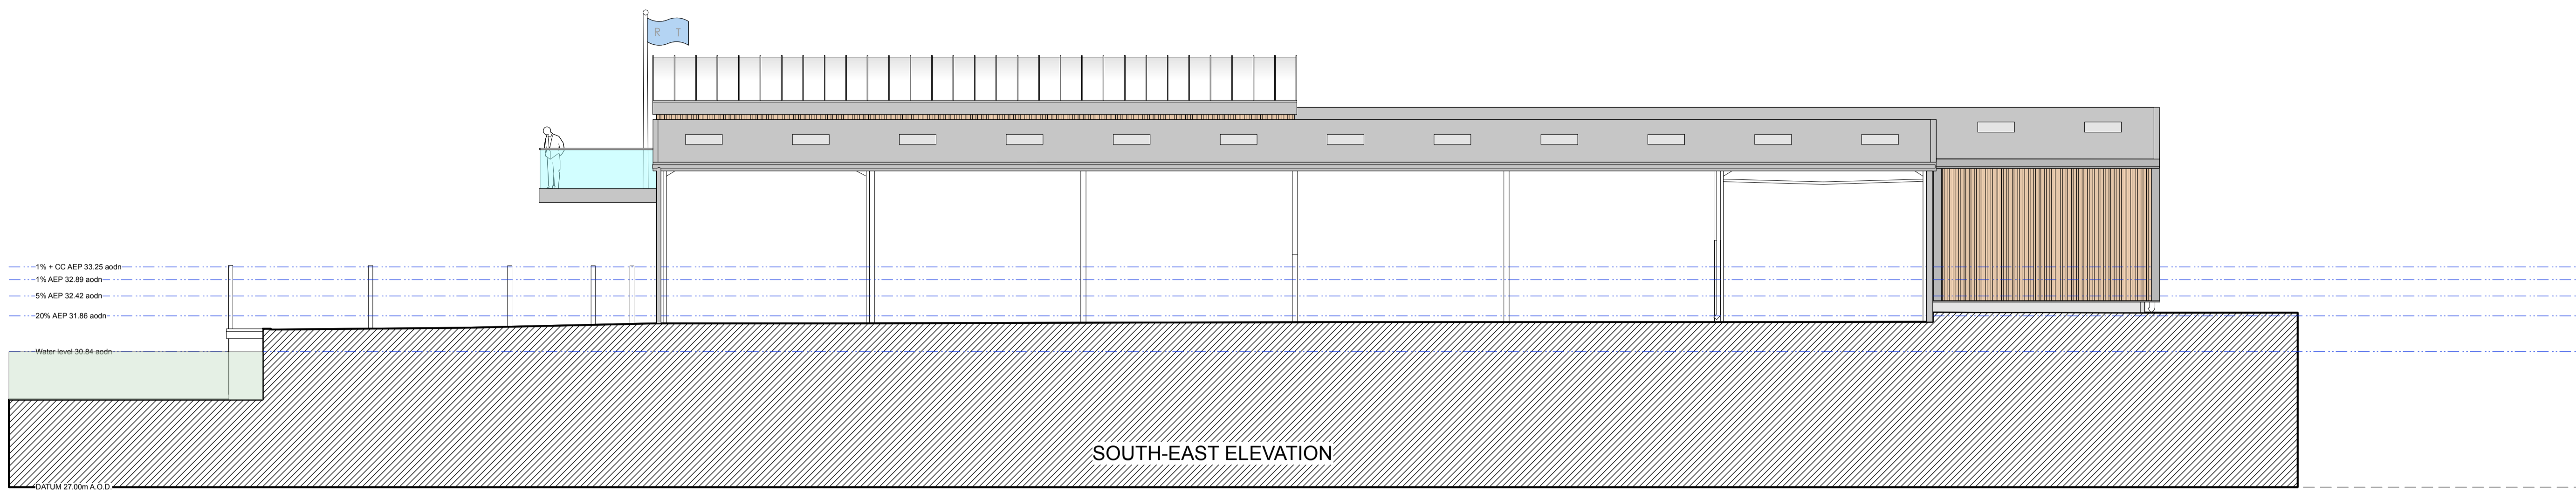 R T
1% + CC AEP 33.25 aodn
1% AEP 32.89 aodn
5% AEP 32.42 aodn
20% AEP 31.86 aodn
Water level 30.84 aodn
SOUTH-EAST ELEVATION
DATUM 27.00m A.O.D.